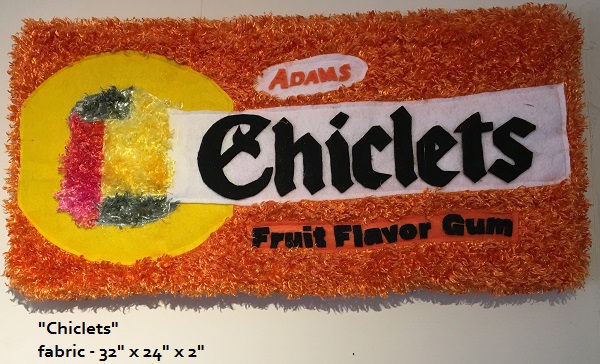 ADAMS
Chiclets
Fruit Flavor Gum
"Chiclets"
fabric - 32" x 24" x 2"